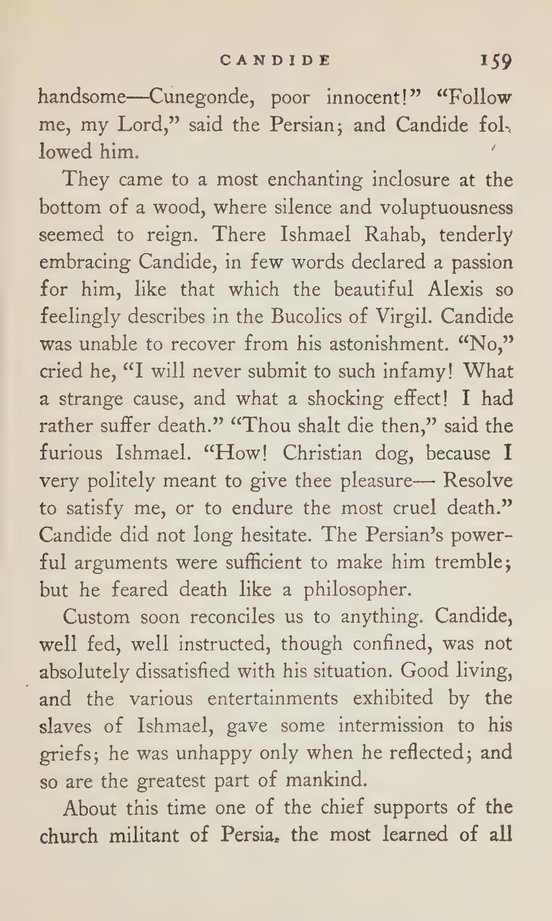 CANDIDE 159
handsome—Cunegonde, poor innocent!” “Follow
me, my Lord,” said the Persian; and Candide fol-
lowed him.
They came to a most enchanting inclosure at the
bottom of a wood, where silence and voluptuousness
seemed to reign. There Ishmael Rahab, tenderly
embracing Candide, in few words declared a passion
for him, like that which the beautiful Alexis so
feelingly describes in the Bucolics of Virgil. Candide
was unable to recover from his astonishment. “No,”
cried he, “I will never submit to such infamy! What
a strange cause, and what a shocking effect! I had
rather suffer death.” “Thou shalt die then,” said the
furious Ishmael. “How! Christian dog, because I
very politely meant to give thee pleasure— Resolve
to satisfy me, or to endure the most cruel death.”
Candide did not long hesitate. The Persian’s power-
ful arguments were sufficient to make him tremble;
but he feared death like a philosopher.
Custom soon reconciles us to anything. Candide,
well fed, well instructed, though confined, was not
absolutely dissatisfied with his situation. Good living,
and the various entertainments exhibited by the
slaves of Ishmael, gave some intermission to his
griefs; he was unhappy only when he reflected; and
so are the greatest part of mankind.
About this time one of the chief supports of the
church militant of Persia, the most learned of all